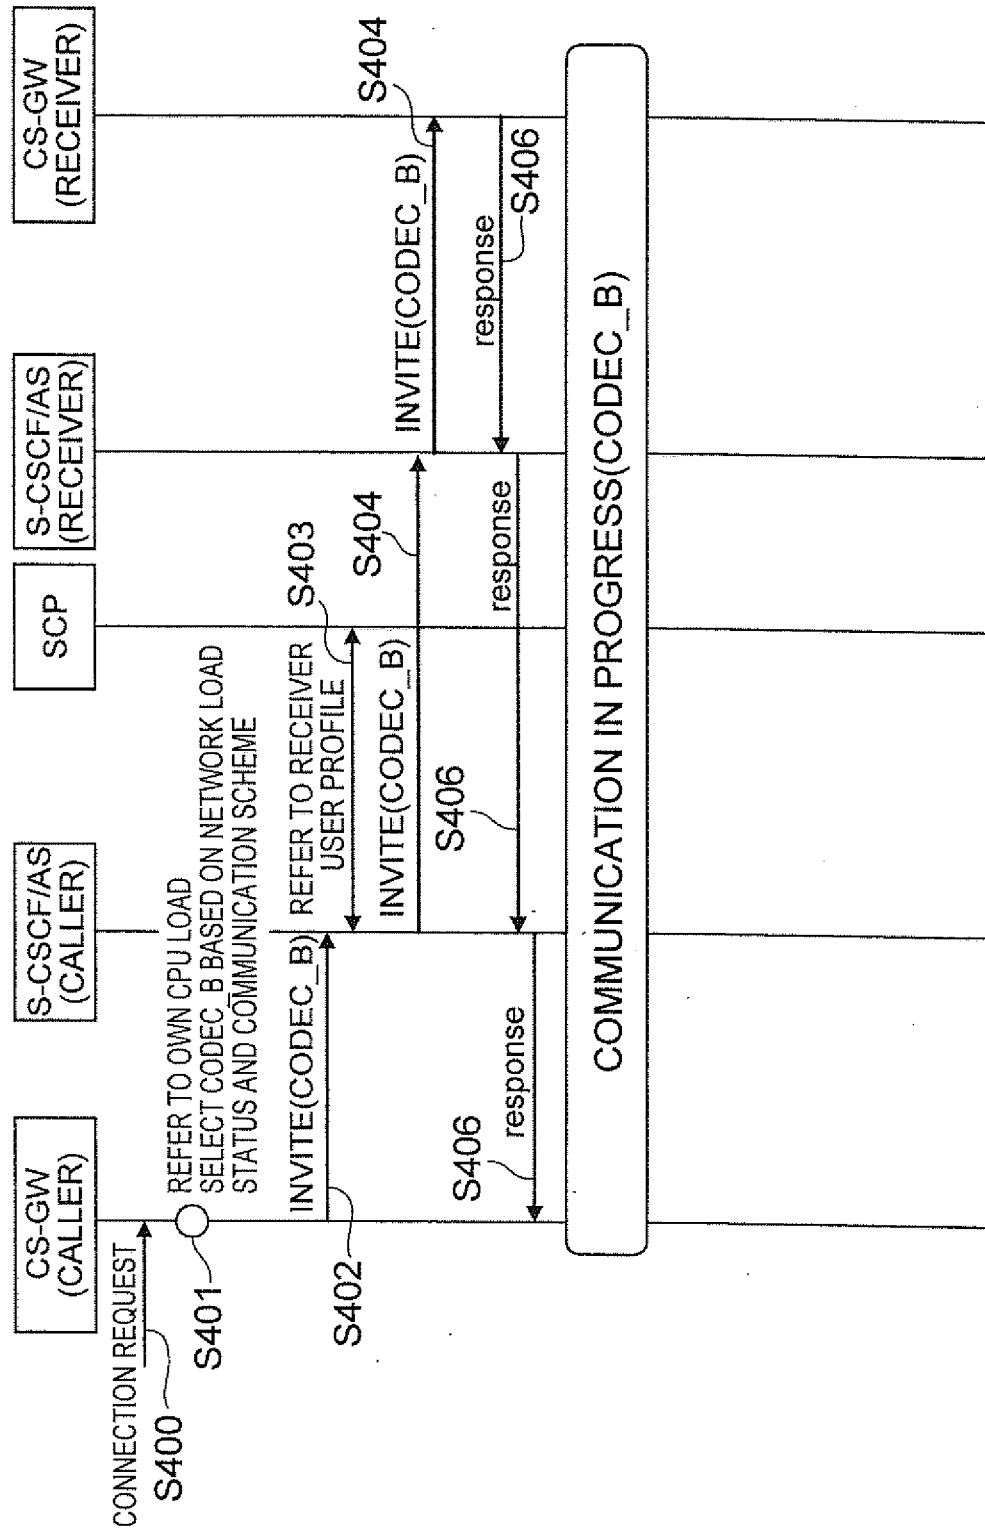 CS-GW
(CALLER)
S-CSCF/AS
(CALLER)
SCP
S-CSCF/AS
(RECEIVER)
CS-GW
(RECEIVER)
CONNECTION REQUEST
S400
S401
REFER TO OWN CPU LOAD
SELECT CODEC_B BASED ON NETWORK LOAD
STATUS AND COMMUNICATION SCHEME
INVITE(CODEC_B)
S402
REFER TO RECEIVER
USER PROFILE
S403
INVITE(CODEC_B)
S404
INVITE(CODEC_B)
S404
response
S406
response
S406
response
S406
COMMUNICATION IN PROGRESS(CODEC_B)